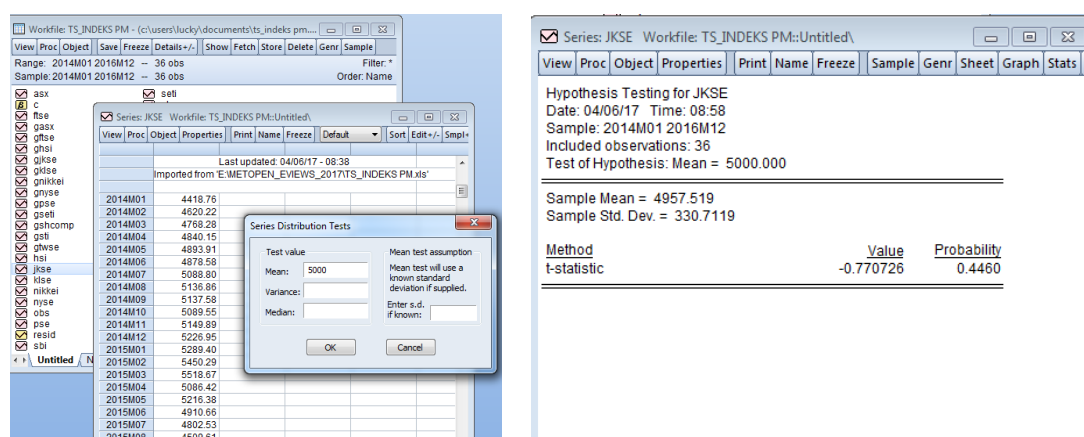 Workfile: TS_INDEKS PM - (c:\users\lucky\documents\ts_indeks pm....
View Proc Object Save Freeze Details+/- Show Fetch Store Delete Genr Sample
Range: 2014M01 2016M12 -- 36 obs Filter: *
Sample: 2014M01 2016M12 -- 36 obs Order: Name
asx seti
c
ftse
gasx
gftse
ghsi
gjkse
gklse
gnikkei
gnyse
gpse
gseti
gshcomp
gsti
gtwse
hsi
jkse
klse
nikkei
nyse
obs
pse
resid
sbi
Untitled N
Series: JKSE Workfile: TS_INDEKS PM::Untitled\
View Proc Object Properties Print Name Freeze Default Sort Edit+/- Smpl+
Last updated: 04/06/17 - 08:38
Imported from 'E:\METOPEN_EVIEWS_2017\TS_INDEKS PM.xls'
2014M01 4418.76
2014M02 4620.22
2014M03 4768.28
2014M04 4840.15
2014M05 4893.91
2014M06 4878.58
2014M07 5088.80
2014M08 5136.86
2014M09 5137.58
2014M10 5089.55
2014M11 5149.89
2014M12 5226.95
2015M01 5289.40
2015M02 5450.29
2015M03 5518.67
2015M04 5086.42
2015M05 5216.38
2015M06 4910.66
2015M07 4802.53
2015M08 4509.61
Series Distribution Tests
Test value
Mean: 5000
Variance:
Median:
Mean test assumption
Mean test will use a
known standard
deviation if supplied.
Enter s.d.
if known:
OK Cancel
Series: JKSE Workfile: TS_INDEKS PM::Untitled\
View Proc Object Properties Print Name Freeze Sample Genr Sheet Graph Stats
Hypothesis Testing for JKSE
Date: 04/06/17 Time: 08:58
Sample: 2014M01 2016M12
Included observations: 36
Test of Hypothesis: Mean = 5000.000
Sample Mean = 4957.519
Sample Std. Dev. = 330.7119
Method Value Probability
t-statistic -0.770726 0.4460